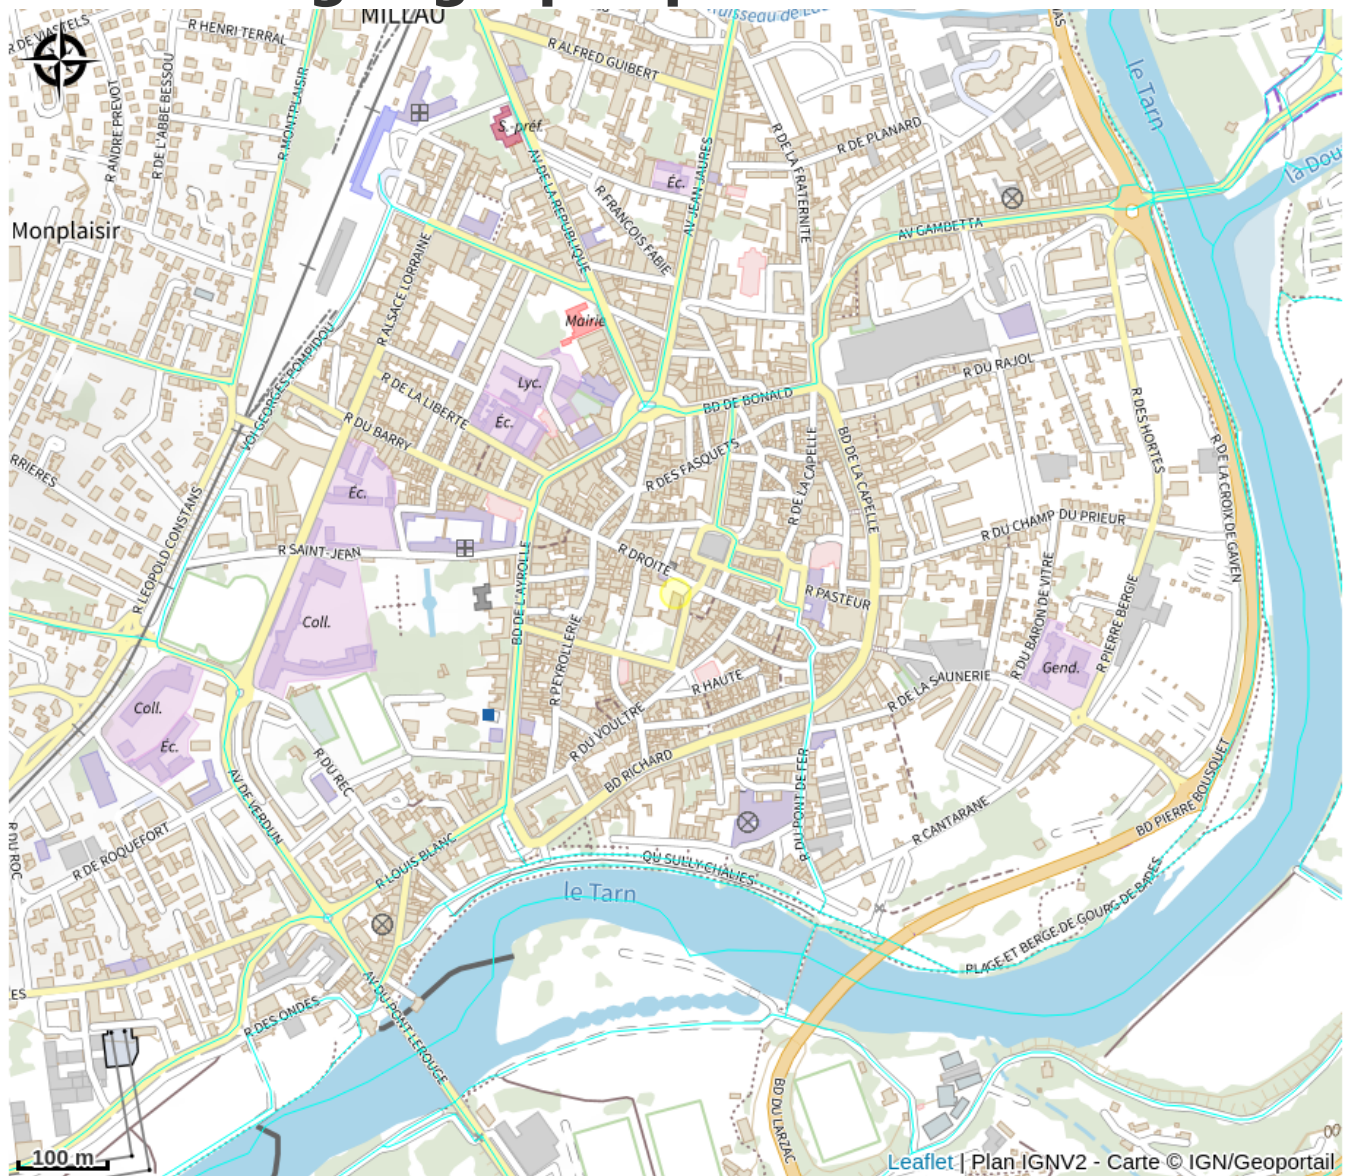 MILLAU
R DE VIASTELS
R HENRI TERRAL
R ALFRED GUIBERT
le Tarn
R ANDRE PREVOT
R DE L'ABBE BESSOU
R MONTPLAISIR
S.-préf.
R DE PLANARD
R DE LA FRATERNITE
AV DE LA REPUBLIQUE
Éc.
AV JEAN JAURES
R FRANCOIS FABIE
la Dou
Monplaisir
AV GAMBETTA
R ALSACE LORRAINE
Mairie
VOI GEORGES POMPIDOU
R DU RAJOL
Lyc.
R DE LA LIBERTE
BD DE BONALD
R DES HORTES
R DU BARRY
Éc.
R DES FASQUETS
R DE LA CAPELLE
BD DE LA CAPELLE
R DE LA CROIX DE GAVEN
RRIERES
Éc.
R LEOPOLD CONSTANS
R DU CHAMP DU PRIEUR
R SAINT-JEAN
R DROITE
BD DE L'AYROLLE
R PASTEUR
R DU BARON DE VITRE
R PIERRE BERGIE
Coll.
R PEYROLLERIE
Gend.
R HAUTE
R DE LA SAUNERIE
Coll.
R DU VOULTRE
Éc.
R DU REC
BD RICHARD
AV DE VERDUN
R DU PONT DE FER
BD PIERRE BOUSQUET
R DU ROC
R DE ROQUEFORT
R LOUIS BLANC
R CANTARANE
QU SULLY-CHALIES
le Tarn
PLAGE ET BERGE DE GOURG DE BADES
ES
R DES ONDES
AV DU PONT LEROUGE
BD DU LARZAC
100 m
Leaflet | Plan IGNV2 - Carte © IGN/Geoportail